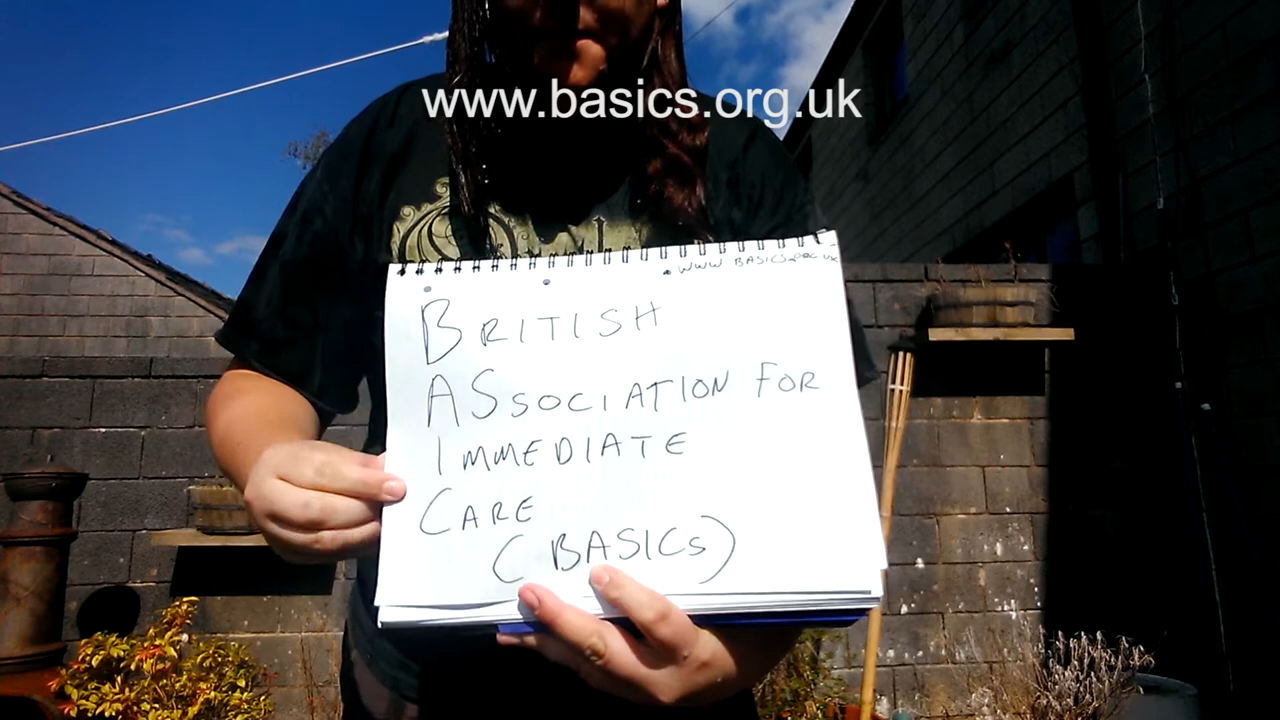 www.basics.org.uk
• WWW BASICS.ORG UK
BRITISH
ASSOCIATION FOR
IMMEDIATE
CARE
(BASICs)